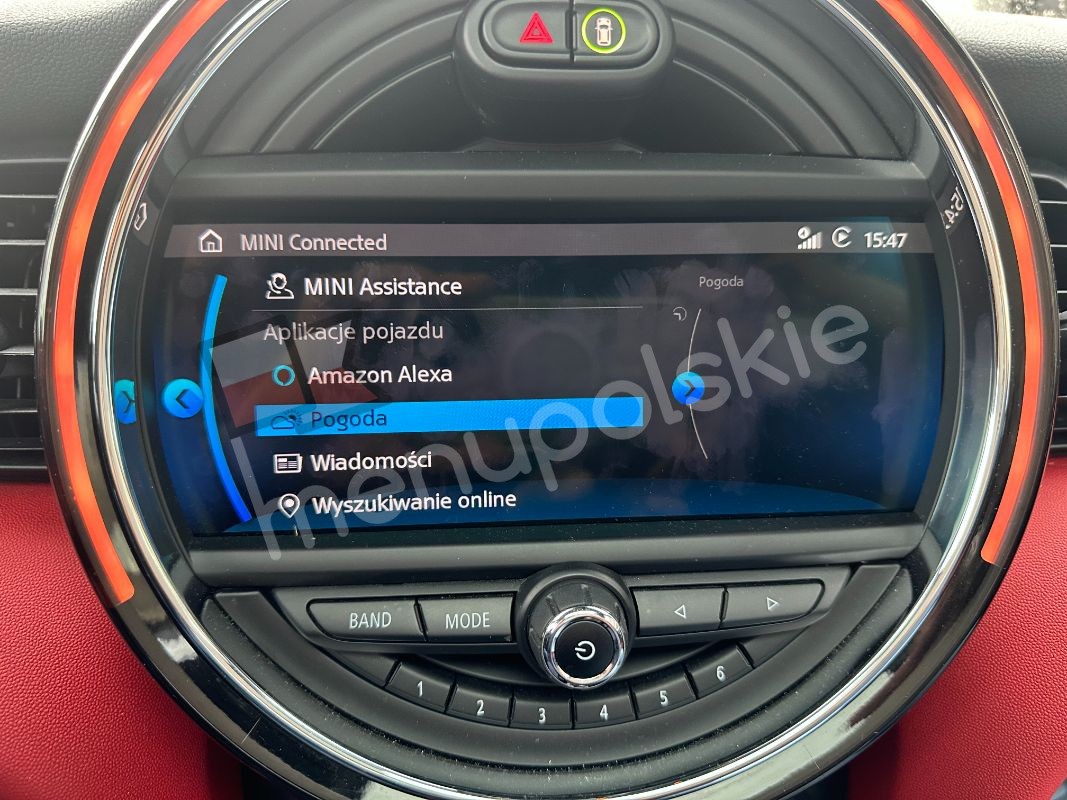 MINI Connected
15:47
MINI Assistance
Pogoda
Aplikacje pojazdu
Amazon Alexa
Pogoda
Wiadomości
Wyszukiwanie online
menupolskie
BAND
MODE
1
2
3
4
5
6